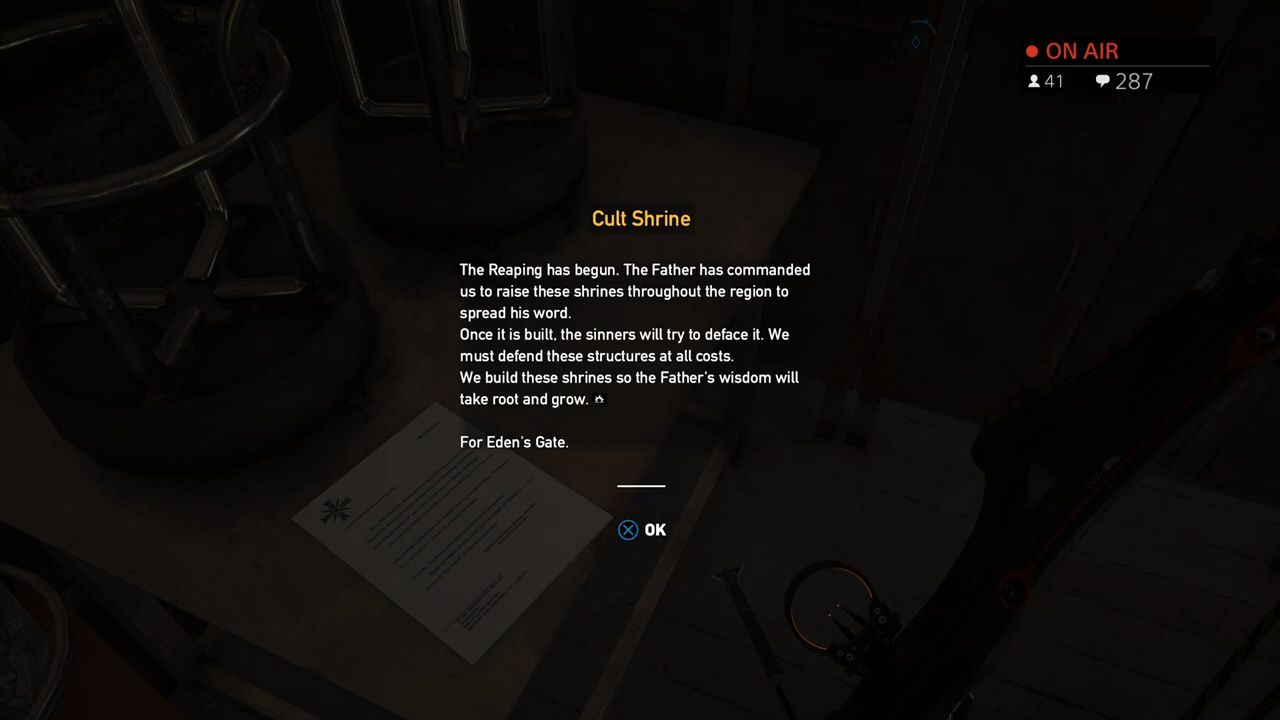 ON AIR
41 287
Cult Shrine
The Reaping has begun. The Father has commanded
us to raise these shrines throughout the region to
spread his word.
Once it is built, the sinners will try to deface it. We
must defend these structures at all costs.
We build these shrines so the Father's wisdom will
take root and grow.
For Eden's Gate.
OK